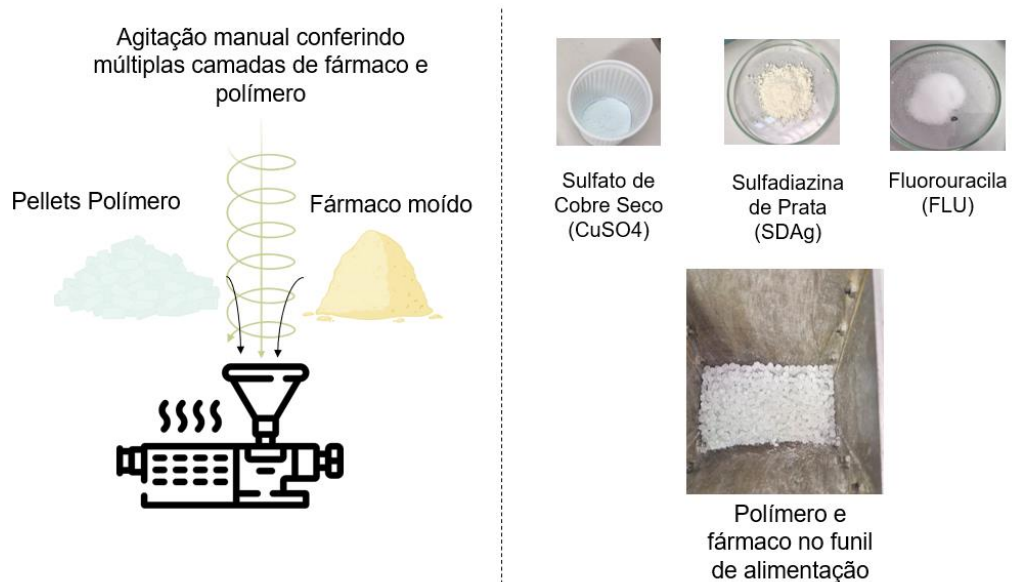 Agitação manual conferindo
múltiplas camadas de fármaco e
polímero
Pellets Polímero
Fármaco moído
Sulfato de
Cobre Seco
(CuSO4)
Sulfadiazina
de Prata
(SDAg)
Fluorouracila
(FLU)
Polímero e
fármaco no funil
de alimentação